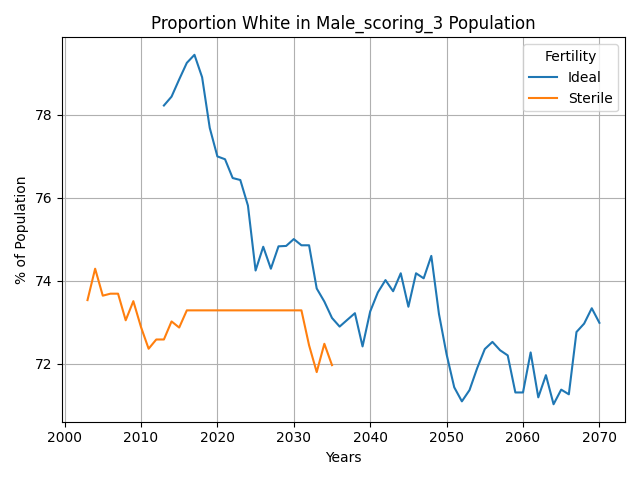 Proportion White in Male_scoring_3 Population
Fertility
Ideal
Sterile
78
76
74
72
% of Population
2000 2010 2020 2030 2040 2050 2060 2070
Years